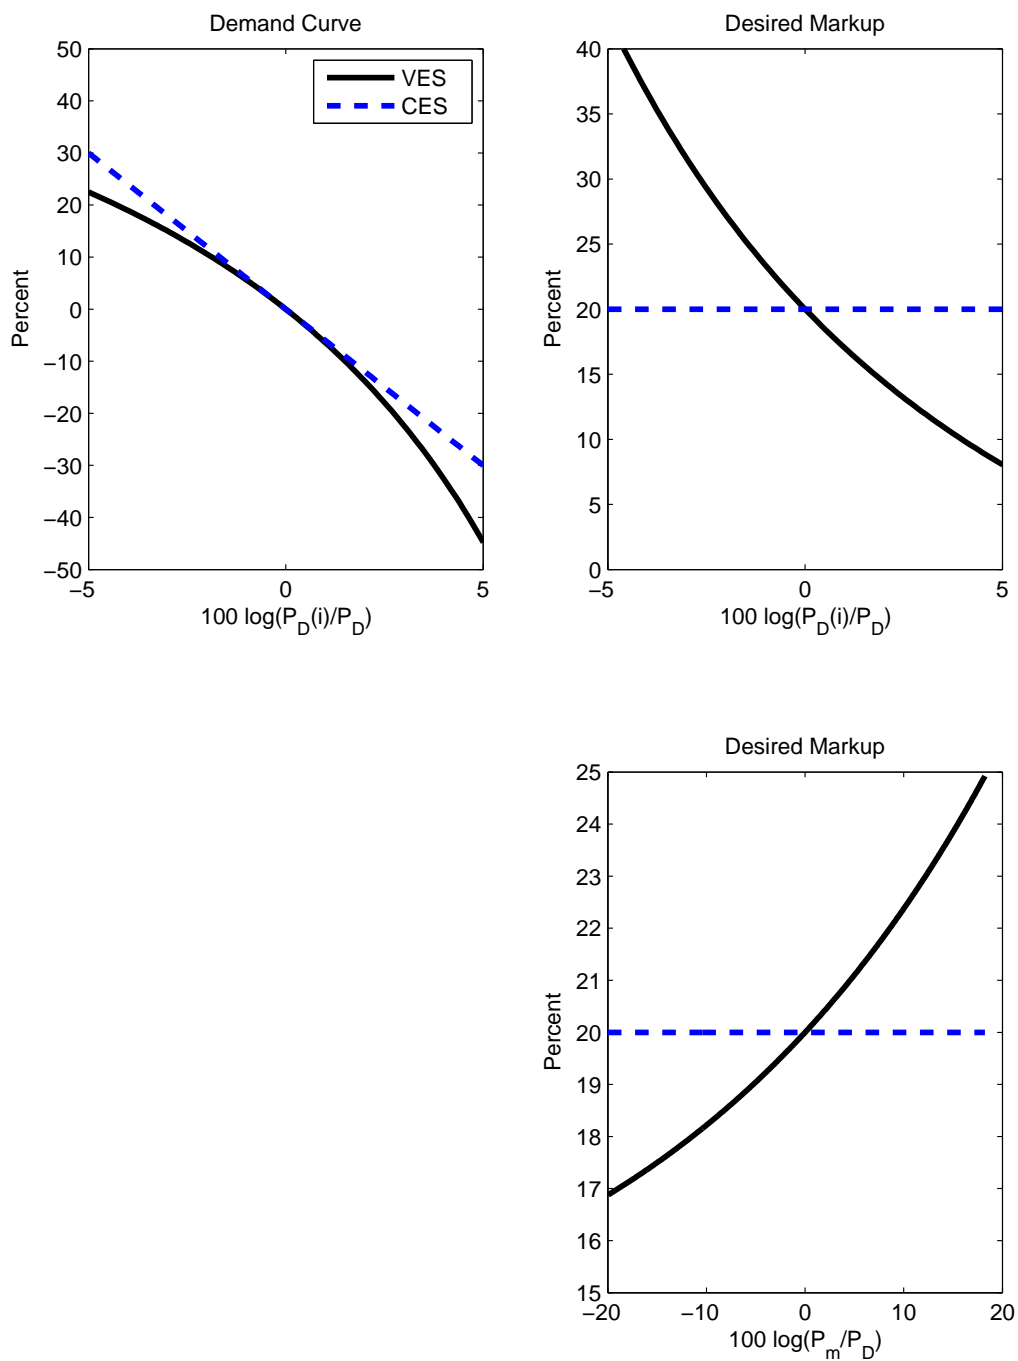 Demand Curve
50
40
30
20
10
0
−10
−20
−30
−40
−50
Percent
VES
CES
−5 0 5
100 log(P_D(i)/P_D)
Desired Markup
40
35
30
25
20
15
10
5
0
Percent
−5 0 5
100 log(P_D(i)/P_D)
Desired Markup
25
24
23
22
21
20
19
18
17
16
15
Percent
−20 −10 0 10 20
100 log(P_m/P_D)